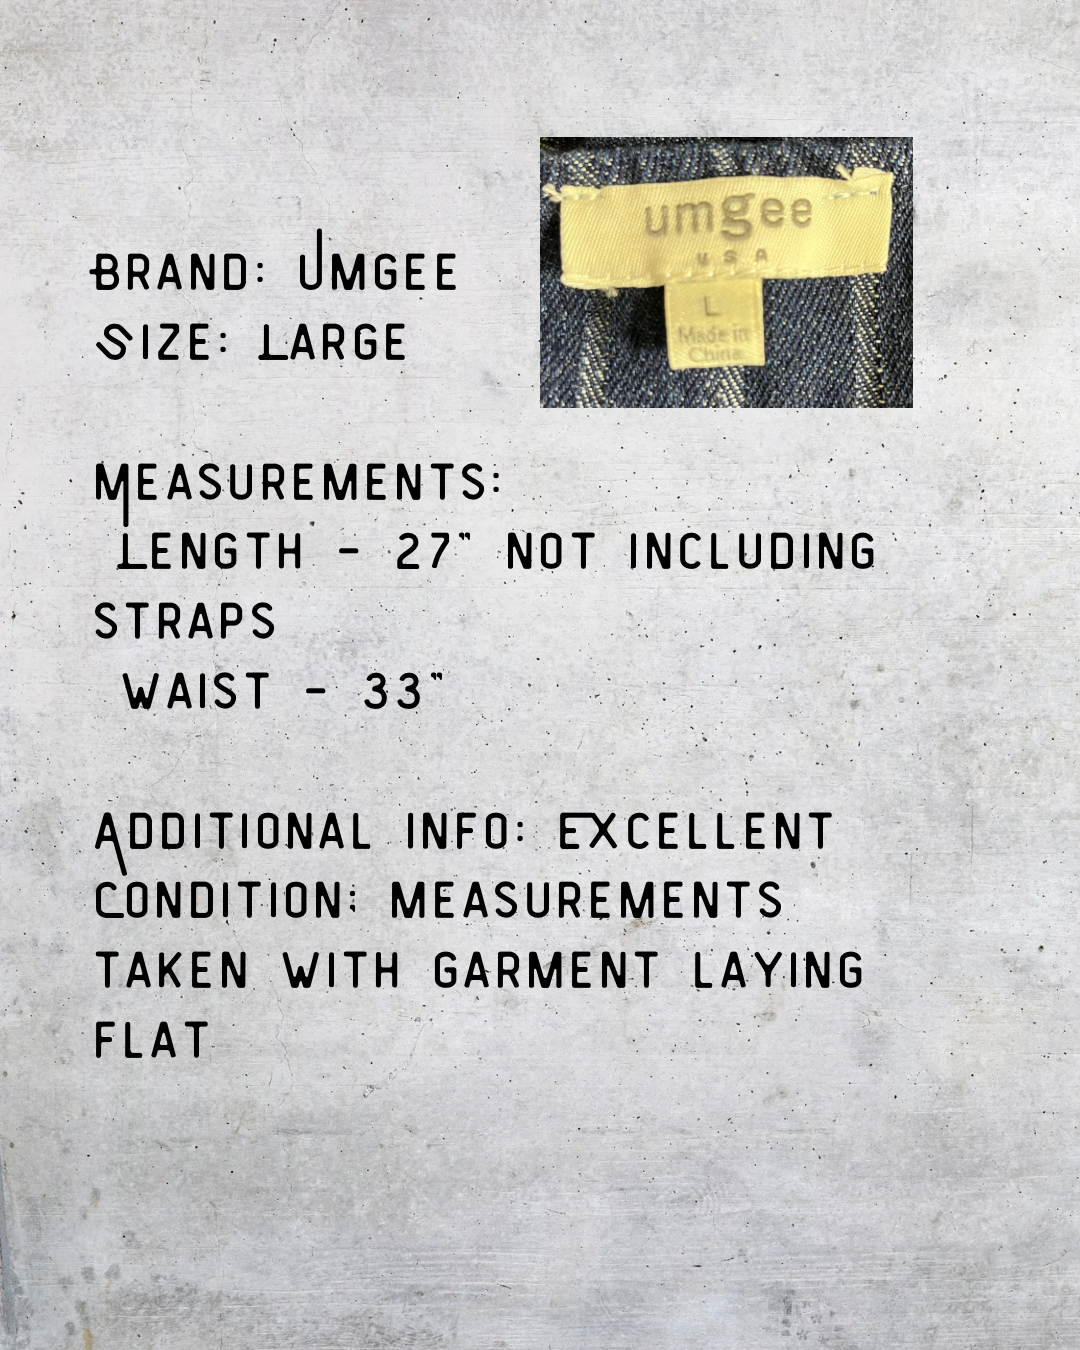 Brand: Umgee
Size: Large
umgee
USA
L
Made in
China
Measurements:
Length - 27" not including
straps
waist - 33"
Additional info: Excellent
Condition; measurements
taken with garment laying
flat